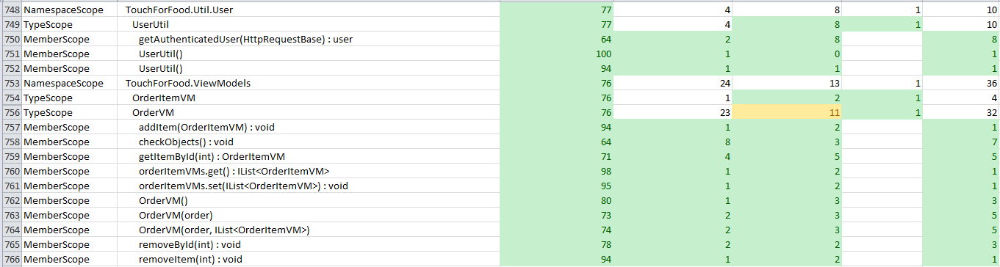 748 NamespaceScope TouchForFood.Util.User 77 4 8 1 10
749 TypeScope UserUtil 77 4 8 1 10
750 MemberScope getAuthenticatedUser(HttpRequestBase) : user 64 2 8 8
751 MemberScope UserUtil() 100 1 0 1
752 MemberScope UserUtil() 94 1 1 1
753 NamespaceScope TouchForFood.ViewModels 76 24 13 1 36
754 TypeScope OrderItemVM 76 1 2 1 4
756 TypeScope OrderVM 76 23 11 1 32
757 MemberScope addItem(OrderItemVM) : void 94 1 2 1
758 MemberScope checkObjects() : void 64 8 3 7
759 MemberScope getItemById(int) : OrderItemVM 71 4 5 5
760 MemberScope orderItemVMs.get() : IList<OrderItemVM> 98 1 2 1
761 MemberScope orderItemVMs.set(IList<OrderItemVM>) : void 95 1 2 1
762 MemberScope OrderVM() 80 1 3 3
763 MemberScope OrderVM(order) 73 2 3 5
764 MemberScope OrderVM(order, IList<OrderItemVM>) 74 2 3 5
765 MemberScope removeById(int) : void 78 2 2 3
766 MemberScope removeItem(int) : void 94 1 2 1